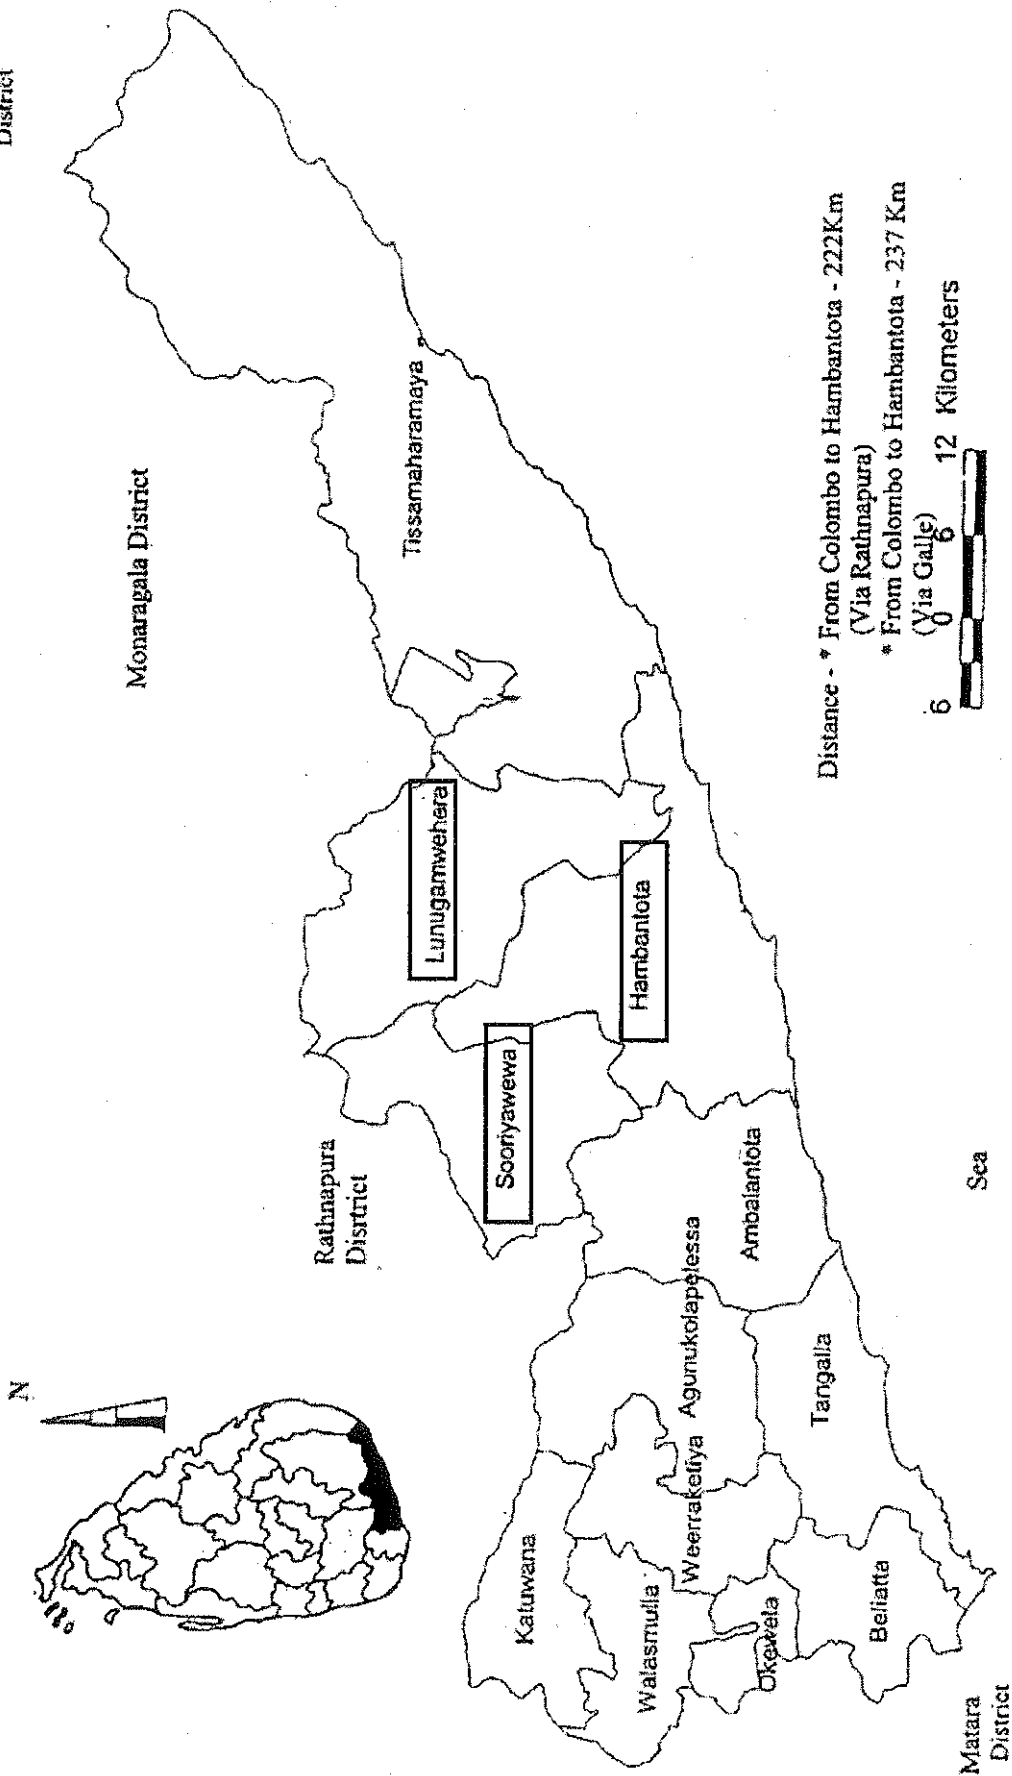 District
Monaragala District
N
Rathnapura
Disrtrict
Tissamaharamaya
Lunugamwehera
Sooriyawewa
Hambantota
Katuwana
Walasmulla
Weerraketiya
Agunukolapelessa
Ambalantota
Okewela
Tangalla
Beliatta
Sea
Matara
District
Distance - * From Colombo to Hambantota - 222Km
(Via Rathnapura)
* From Colombo to Hambantota - 237 Km
(Via Galle)
6 0 6 12 Kilometers